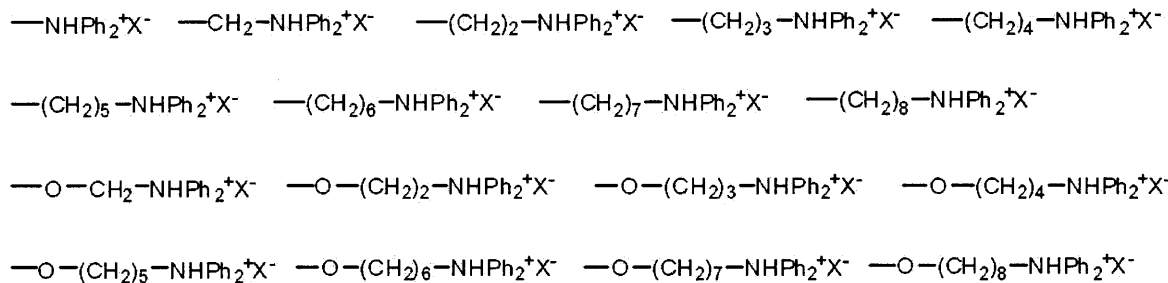 —NHPh₂⁺X⁻ —CH₂—NHPh₂⁺X⁻ —(CH₂)₂—NHPh₂⁺X⁻ —(CH₂)₃—NHPh₂⁺X⁻ —(CH₂)₄—NHPh₂⁺X⁻
—(CH₂)₅—NHPh₂⁺X⁻ —(CH₂)₆—NHPh₂⁺X⁻ —(CH₂)₇—NHPh₂⁺X⁻ —(CH₂)₈—NHPh₂⁺X⁻
—O—CH₂—NHPh₂⁺X⁻ —O—(CH₂)₂—NHPh₂⁺X⁻ —O—(CH₂)₃—NHPh₂⁺X⁻ —O—(CH₂)₄—NHPh₂⁺X⁻
—O—(CH₂)₅—NHPh₂⁺X⁻ —O—(CH₂)₆—NHPh₂⁺X⁻ —O—(CH₂)₇—NHPh₂⁺X⁻ —O—(CH₂)₈—NHPh₂⁺X⁻